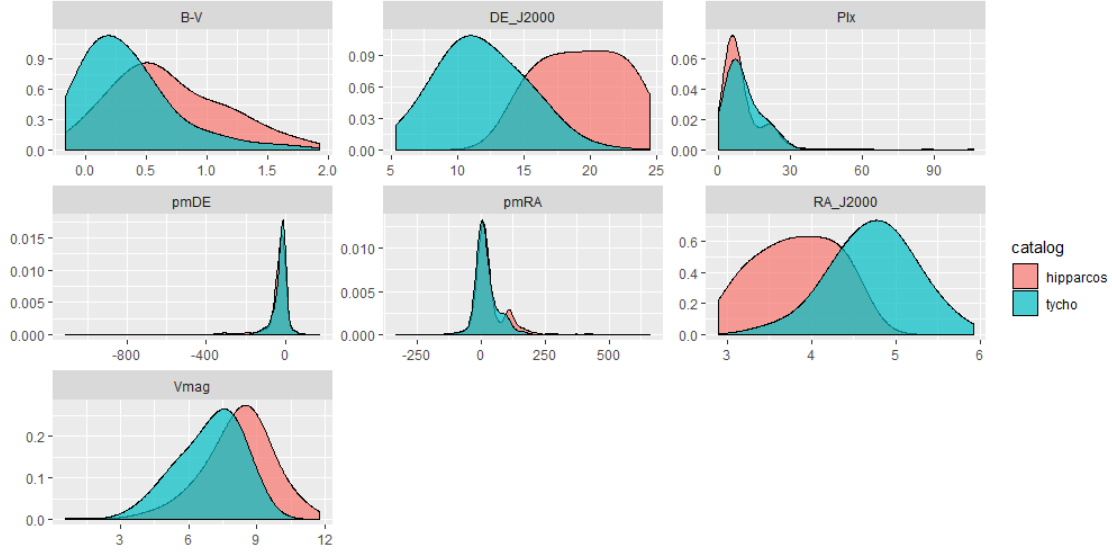 B-V
DE_J2000
Plx
0.9
0.6
0.3
0.0
0.0 0.5 1.0 1.5 2.0
0.09
0.06
0.03
0.00
5 10 15 20 25
0.06
0.04
0.02
0.00
0 30 60 90
pmDE
pmRA
RA_J2000
0.015
0.010
0.005
0.000
-800 -400 0
0.010
0.005
0.000
-250 0 250 500
0.6
0.4
0.2
0.0
3 4 5 6
catalog
hipparcos
tycho
Vmag
0.2
0.1
0.0
3 6 9 12